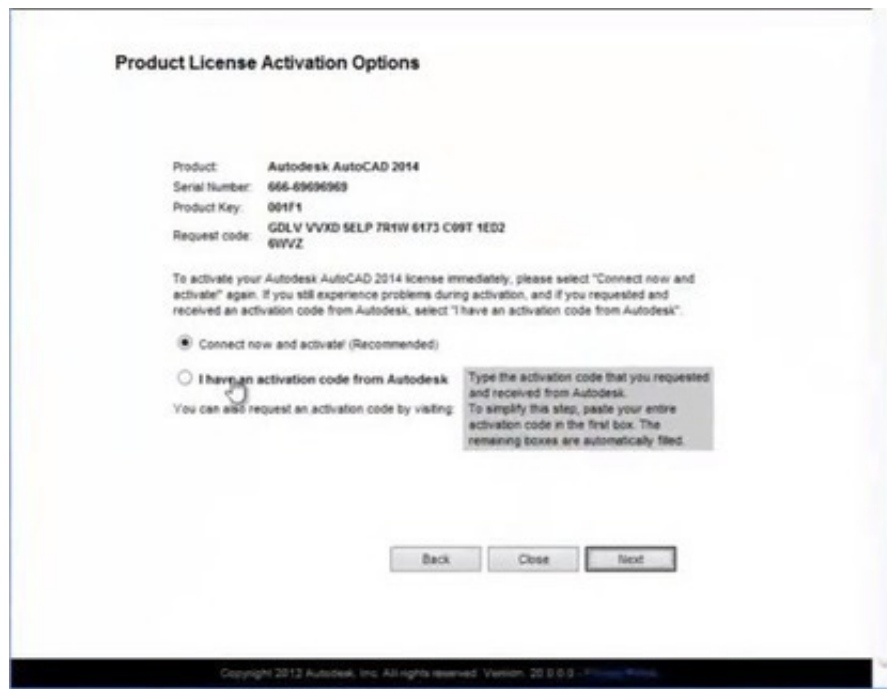 Product License Activation Options
Product: Autodesk AutoCAD 2014
Serial Number: 666-69696969
Product Key: 001F1
Request code: GDLV VVXD 5ELP 7R1W 6173 C09T 1ED2
6WVZ
To activate your Autodesk AutoCAD 2014 license immediately, please select "Connect now and
activate!" again. If you still experience problems during activation, and if you requested and
received an activation code from Autodesk, select "I have an activation code from Autodesk".
Connect now and activate! (Recommended)
I have an activation code from Autodesk
You can also request an activation code by visiting:
Type the activation code that you requested
and received from Autodesk.
To simplify this step, paste your entire
activation code in the first box. The
remaining boxes are automatically filled.
Back
Close
Next
Copyright 2013 Autodesk, Inc. All rights reserved. Version: 20.0.0.0 -